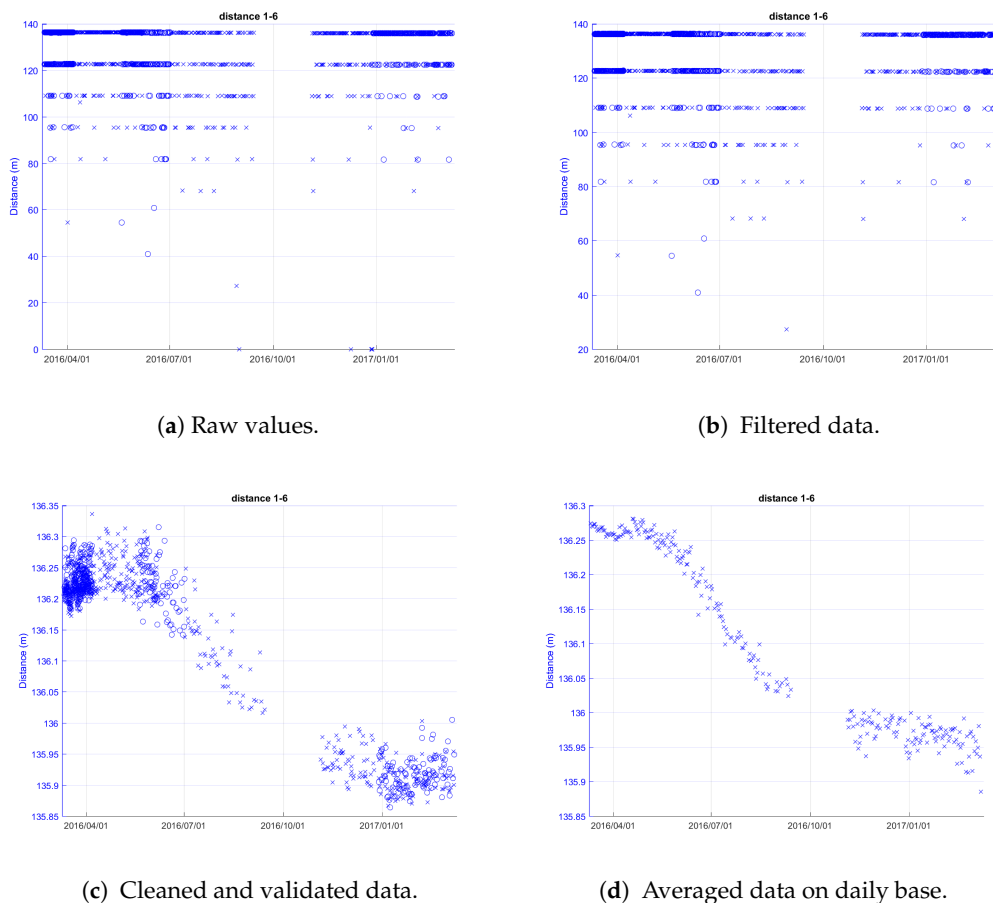 distance 1-6
140
120
100
80
60
40
20
0
Distance (m)
2016/04/01 2016/07/01 2016/10/01 2017/01/01
(a) Raw values.
distance 1-6
140
120
100
80
60
40
20
Distance (m)
2016/04/01 2016/07/01 2016/10/01 2017/01/01
(b) Filtered data.
distance 1-6
136.35
136.3
136.25
136.2
136.15
136.1
136.05
136
135.95
135.9
135.85
Distance (m)
2016/04/01 2016/07/01 2016/10/01 2017/01/01
(c) Cleaned and validated data.
distance 1-6
136.3
136.25
136.2
136.15
136.1
136.05
136
135.95
135.9
135.85
Distance (m)
2016/04/01 2016/07/01 2016/10/01 2017/01/01
(d) Averaged data on daily base.